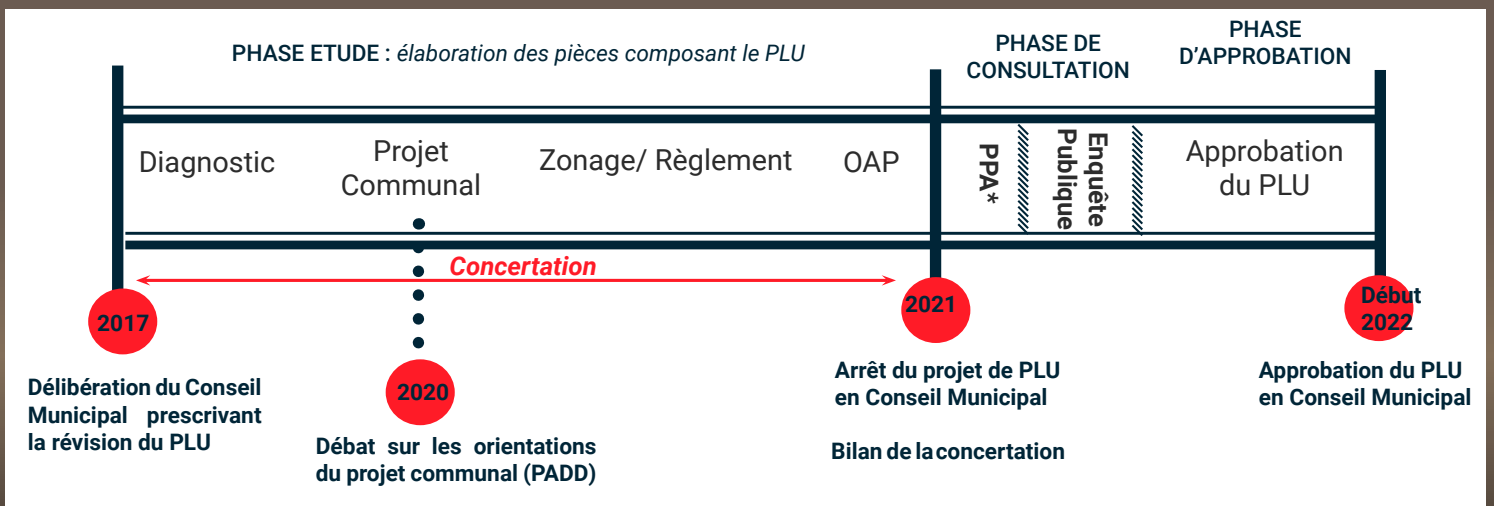 PHASE ETUDE : élaboration des pièces composant le PLU
PHASE DE
CONSULTATION
PHASE
D'APPROBATION
Diagnostic
Projet
Communal
Zonage/ Règlement
OAP
PPA*
Enquête
Publique
Approbation
du PLU
Concertation
2017
Délibération du Conseil
Municipal prescrivant
la révision du PLU
2020
Débat sur les orientations
du projet communal (PADD)
2021
Arrêt du projet de PLU
en Conseil Municipal
Bilan de la concertation
Début
2022
Approbation du PLU
en Conseil Municipal